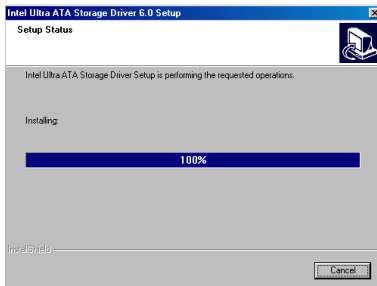 Intel Ultra ATA Storage Driver 6.0 Setup
Setup Status
Intel Ultra ATA Storage Driver Setup is performing the requested operations.
Installing:
100%
InstallShield
Cancel